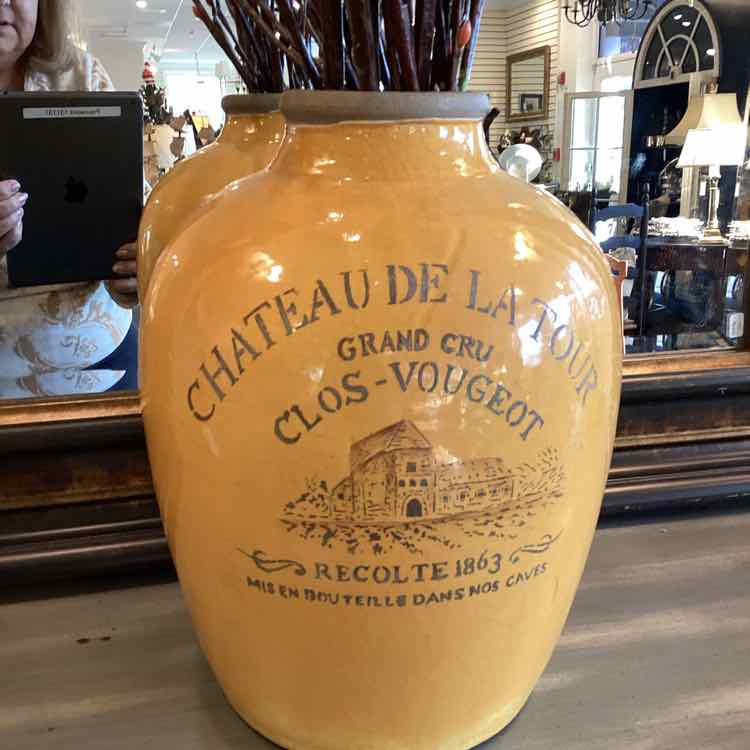 CHATEAU DE LA TOUR
GRAND CRU
CLOS-VOUGEOT
RECOLTE 1863
MIS EN BOUTEILLE DANS NOS CAVES